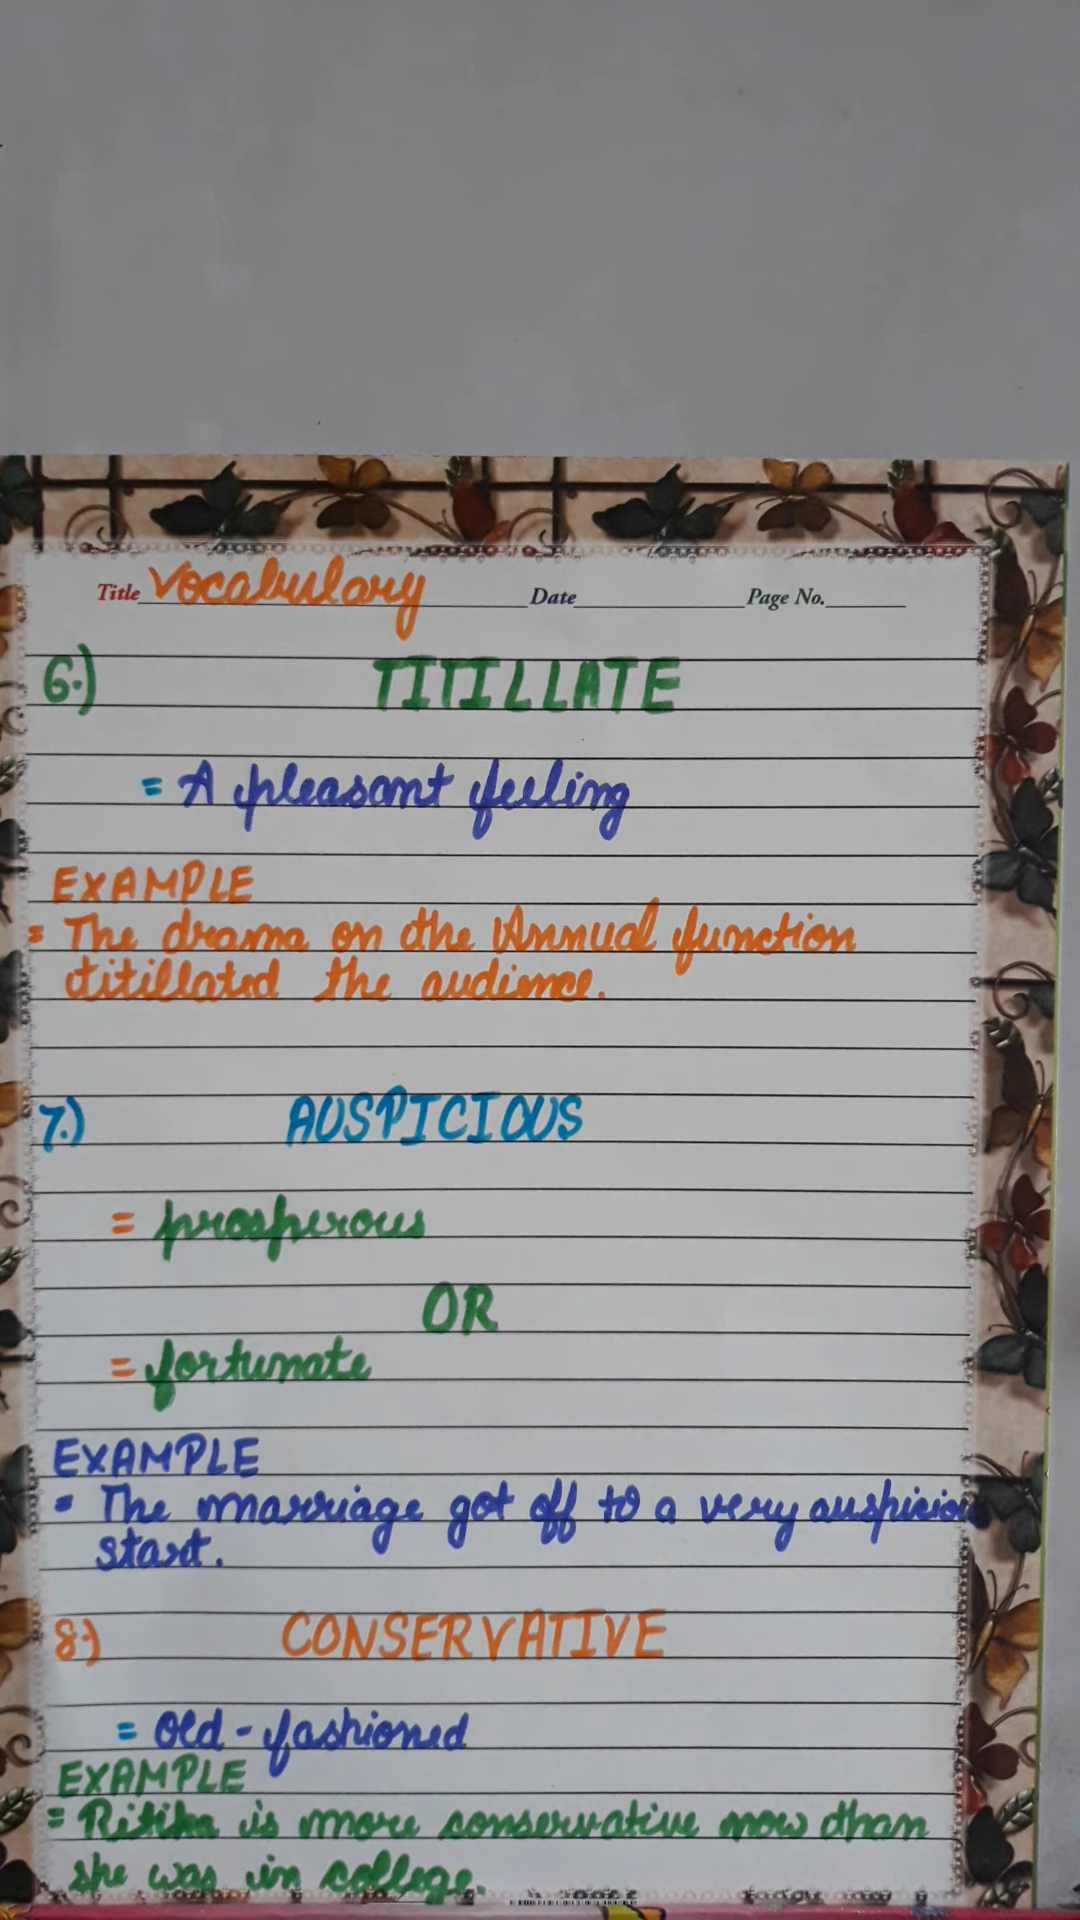 Title Vocabulary Date Page No.
6.) TITILLATE
= A pleasant feeling
EXAMPLE
= The drama on the Annual function
titillated the audience.
7.) AUSPICIOUS
= prosperous
OR
= fortunate
EXAMPLE
= The marriage got off to a very auspicious
start.
8.) CONSERVATIVE
= old-fashioned
EXAMPLE
= Ritika is more conservative now than
she was in college.